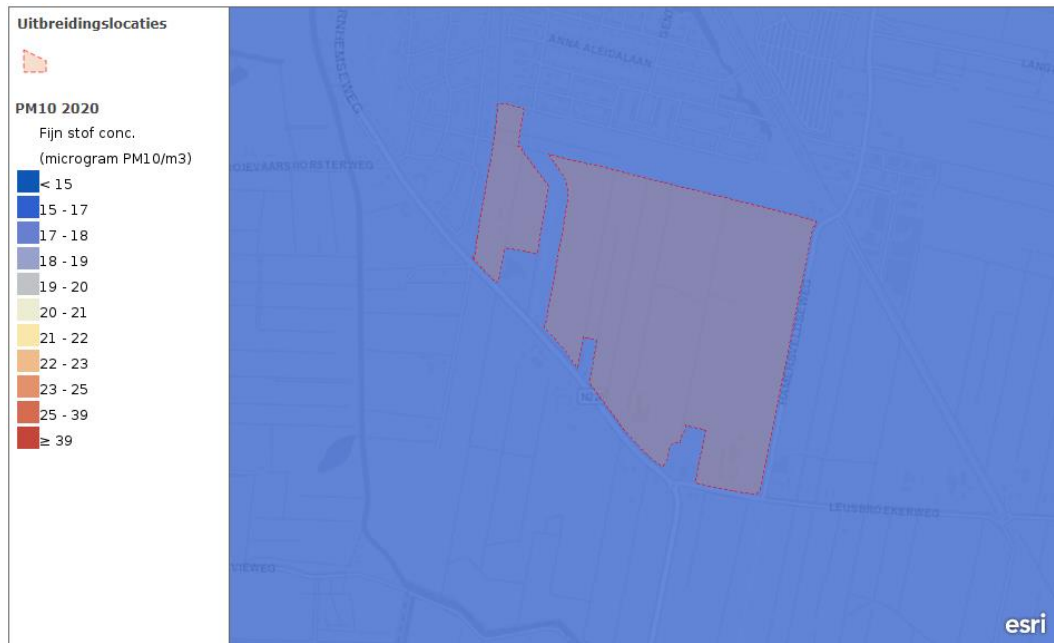 Uitbreidingslocaties
PM10 2020
Fijn stof conc.
(microgram PM10/m3)
< 15
15 - 17
17 - 18
18 - 19
19 - 20
20 - 21
21 - 22
22 - 23
23 - 25
25 - 39
≥ 39
ANNA ALEIDALAAN
LEUSBROEKERWEG
esri